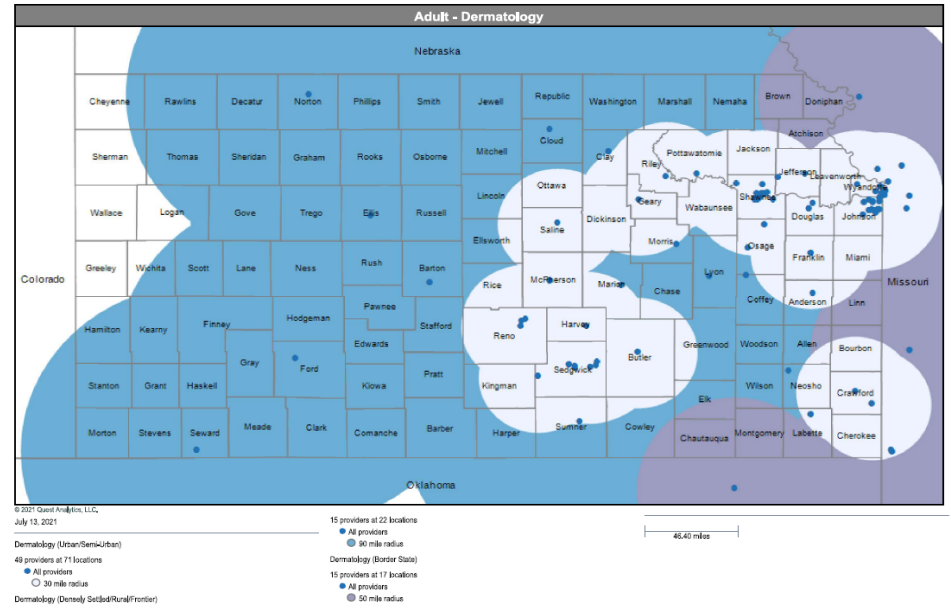 Adult - Dermatology
Nebraska
Cheyenne Rawlins Decatur Norton Phillips Smith Jewell Republic Washington Marshall Nemaha Brown Doniphan
Atchison
Sherman Thomas Sheridan Graham Rooks Osborne Mitchell Cloud Clay Riley Pottawatomie Jackson Jefferson Leavenworth
Wyandotte
Lincoln Ottawa
Wallace Logan Gove Trego Ellis Russell Dickinson Geary Wabaunsee Shawnee Douglas Johnson
Ellsworth Saline Morris Osage
Colorado Greeley Wichita Scott Lane Ness Rush Barton Rice McPherson Marion Chase Lyon Coffey Franklin Miami Missouri
Anderson Linn
Hamilton Kearny Finney Hodgeman Pawnee Stafford Reno Harvey
Edwards Greenwood Woodson Allen Bourbon
Gray Ford Butler
Stanton Grant Haskell Kiowa Pratt Kingman Sedgwick Wilson Neosho Crawford
Elk
Morton Stevens Seward Meade Clark Comanche Barber Harper Sumner Cowley Chautauqua Montgomery Labette Cherokee
Oklahoma
© 2021 Quest Analytics, LLC.
July 13, 2021
Dermatology (Urban/Semi-Urban)
49 providers at 71 locations
All providers
30 mile radius
Dermatology (Densely Settled/Rural/Frontier)
15 providers at 22 locations
All providers
90 mile radius
Dermatology (Border State)
15 providers at 17 locations
All providers
50 mile radius
46.40 miles